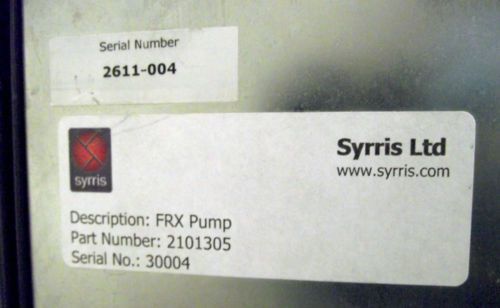 Serial Number
2611-004
syrris
Syrris Ltd
www.syrris.com
Description: FRX Pump
Part Number: 2101305
Serial No.: 30004